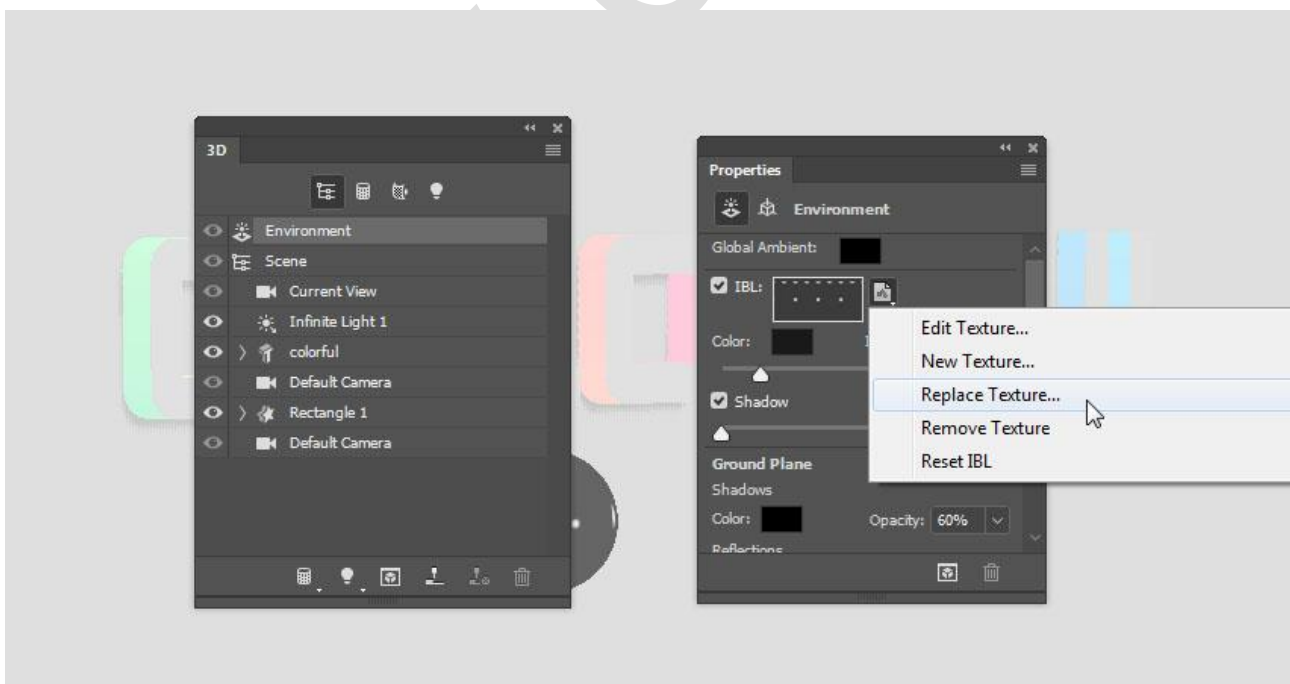 3D
Environment
Scene
Current View
Infinite Light 1
colorful
Default Camera
Rectangle 1
Default Camera
Properties
Environment
Global Ambient:
IBL:
Color:
Shadow
Ground Plane
Shadows
Color:
Opacity: 60%
Reflections
Edit Texture...
New Texture...
Replace Texture...
Remove Texture
Reset IBL